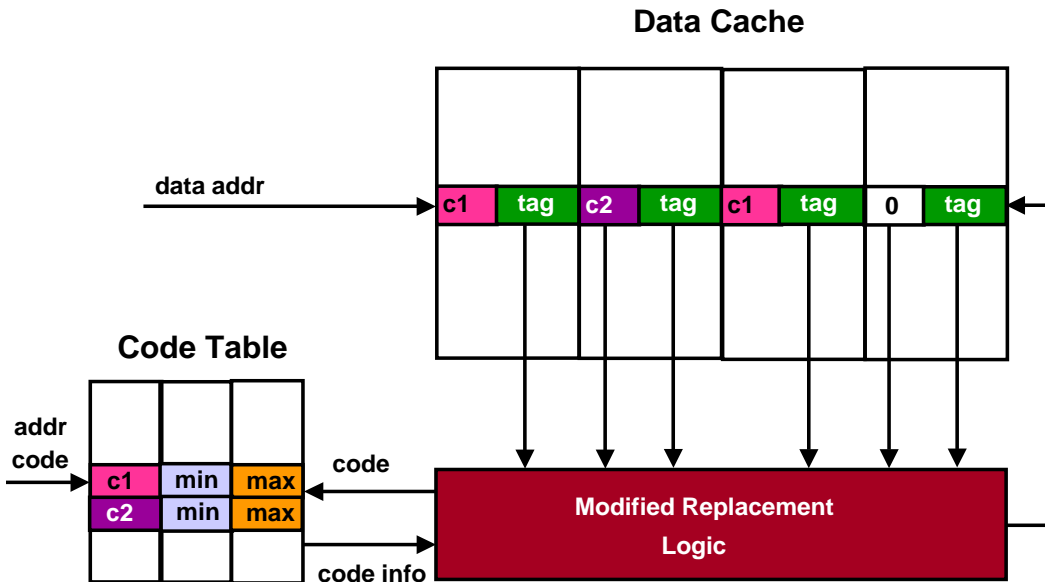 Data Cache
data addr
c1 tag c2 tag c1 tag 0 tag
Code Table
addr
code
c1 min max
c2 min max
code
code info
Modified Replacement
Logic